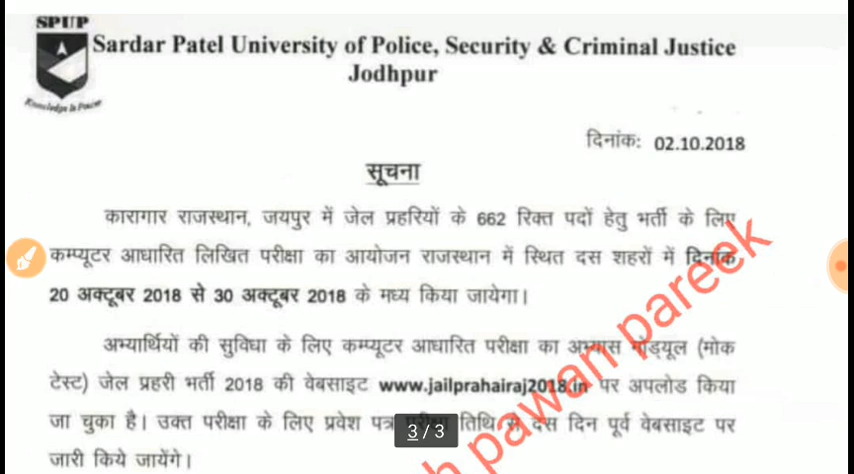 SPUP
Sardar Patel University of Police, Security & Criminal Justice
Jodhpur
Knowledge is Power
दिनांक: 02.10.2018
सूचना
कारागार राजस्थान, जयपुर में जेल प्रहरियों के 662 रिक्त पदों हेतु भर्ती के लिए
कम्प्यूटर आधारित लिखित परीक्षा का आयोजन राजस्थान में स्थित दस शहरों में दिनांक
20 अक्टूबर 2018 से 30 अक्टूबर 2018 के मध्य किया जायेगा।
अभ्यार्थियों की सुविधा के लिए कम्प्यूटर आधारित परीक्षा का अभ्यास मॉड्यूल (मोक
टेस्ट) जेल प्रहरी भर्ती 2018 की वेबसाइट www.jailprahairaj2018.in पर अपलोड किया
जा चुका है। उक्त परीक्षा के लिए प्रवेश पत्र परीक्षा तिथि से दस दिन पूर्व वेबसाइट पर
जारी किये जायेंगे।
3/3
h pawan pareek